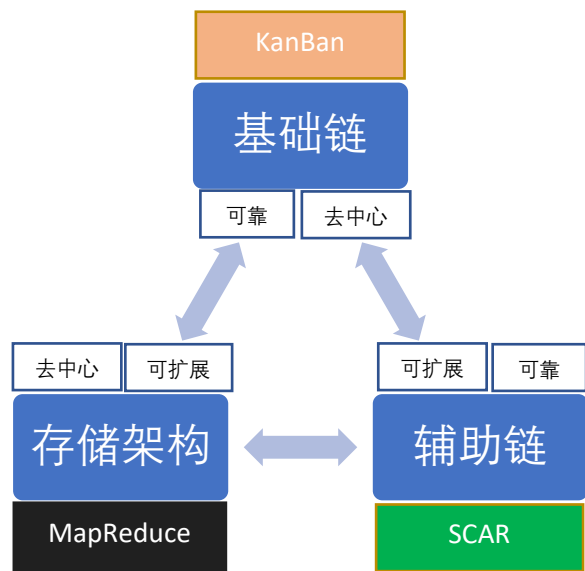 KanBan
基础链
可靠 去中心
去中心 可扩展
存储架构
MapReduce
可扩展 可靠
辅助链
SCAR